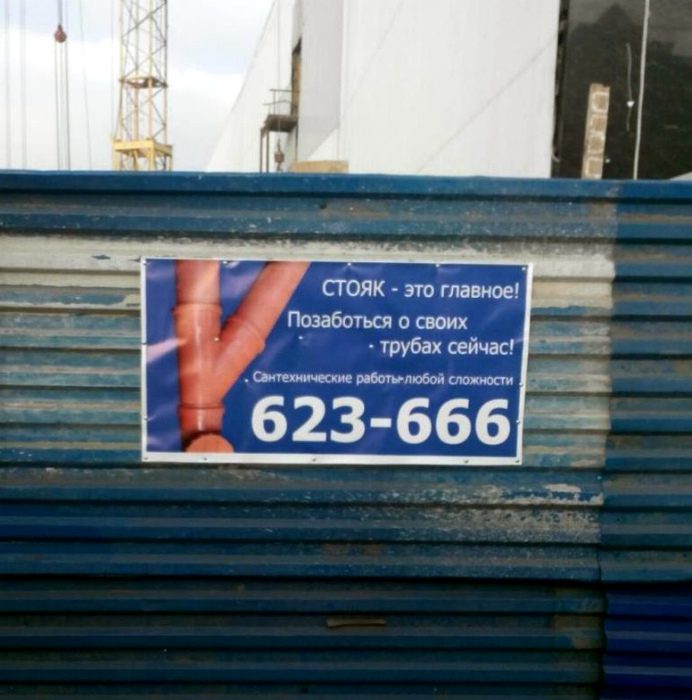 СТОЯК - это главное!
Позаботься о своих
трубах сейчас!
Сантехнические работы любой сложности
623-666